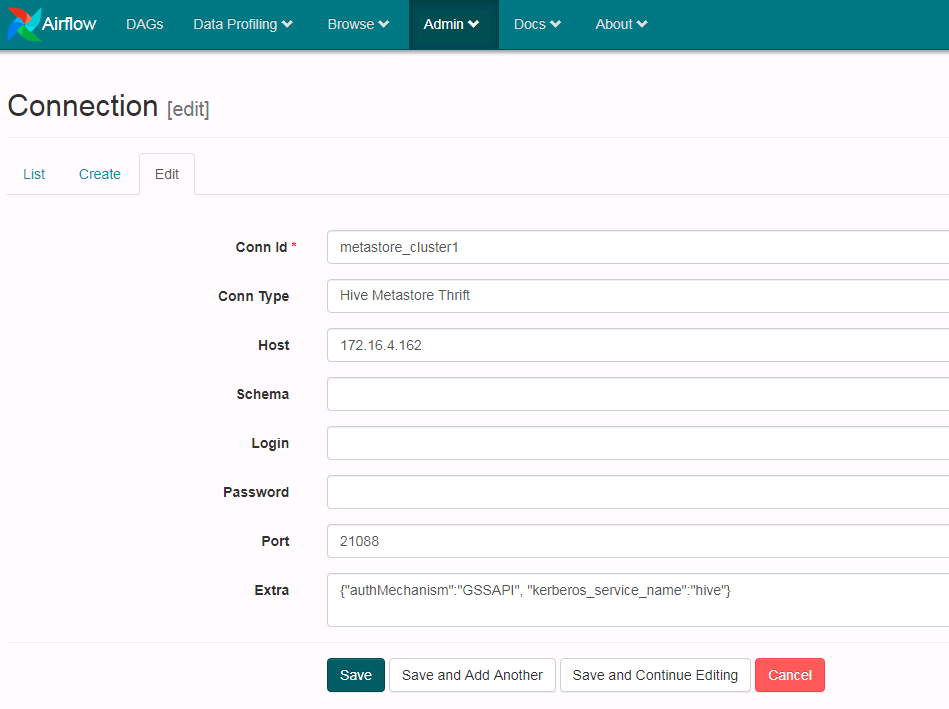 Airflow DAGs Data Profiling Browse Admin Docs About
Connection [edit]
List Create Edit
Conn Id * metastore_cluster1
Conn Type Hive Metastore Thrift
Host 172.16.4.162
Schema
Login
Password
Port 21088
Extra {"authMechanism":"GSSAPI", "kerberos_service_name":"hive"}
Save Save and Add Another Save and Continue Editing Cancel